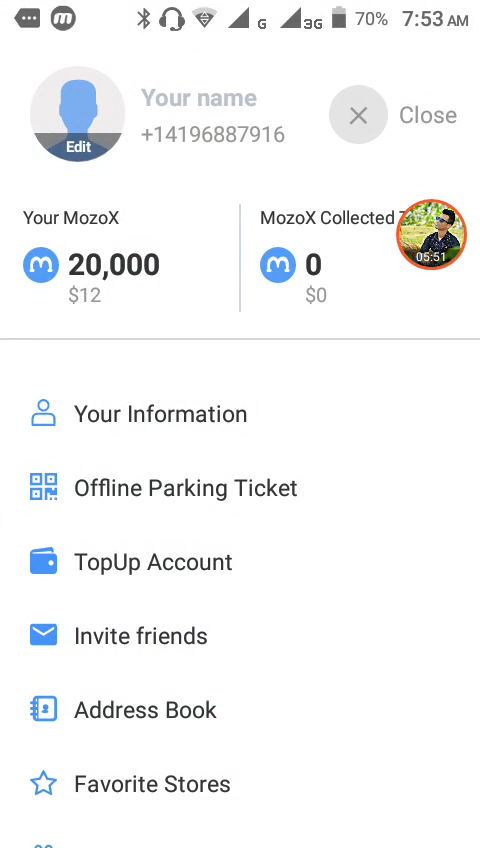 G 3G 70% 7:53 AM
Your name
+14196887916
Edit
Close
Your MozoX
20,000
$12
MozoX Collected
0
$0
05:51
Your Information
Offline Parking Ticket
TopUp Account
Invite friends
Address Book
Favorite Stores